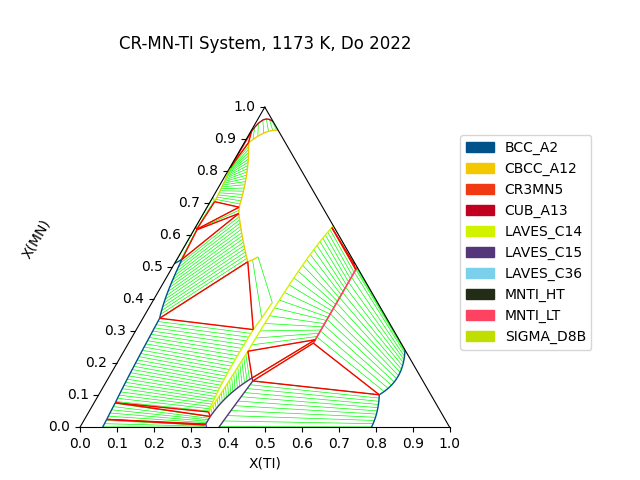 CR-MN-TI System, 1173 K, Do 2022
1.0
0.9
0.8
0.7
0.6
0.5
0.4
0.3
0.2
0.1
0.0
X(MN)
0.0 0.1 0.2 0.3 0.4 0.5 0.6 0.7 0.8 0.9 1.0
X(TI)
BCC_A2
CBCC_A12
CR3MN5
CUB_A13
LAVES_C14
LAVES_C15
LAVES_C36
MNTI_HT
MNTI_LT
SIGMA_D8B